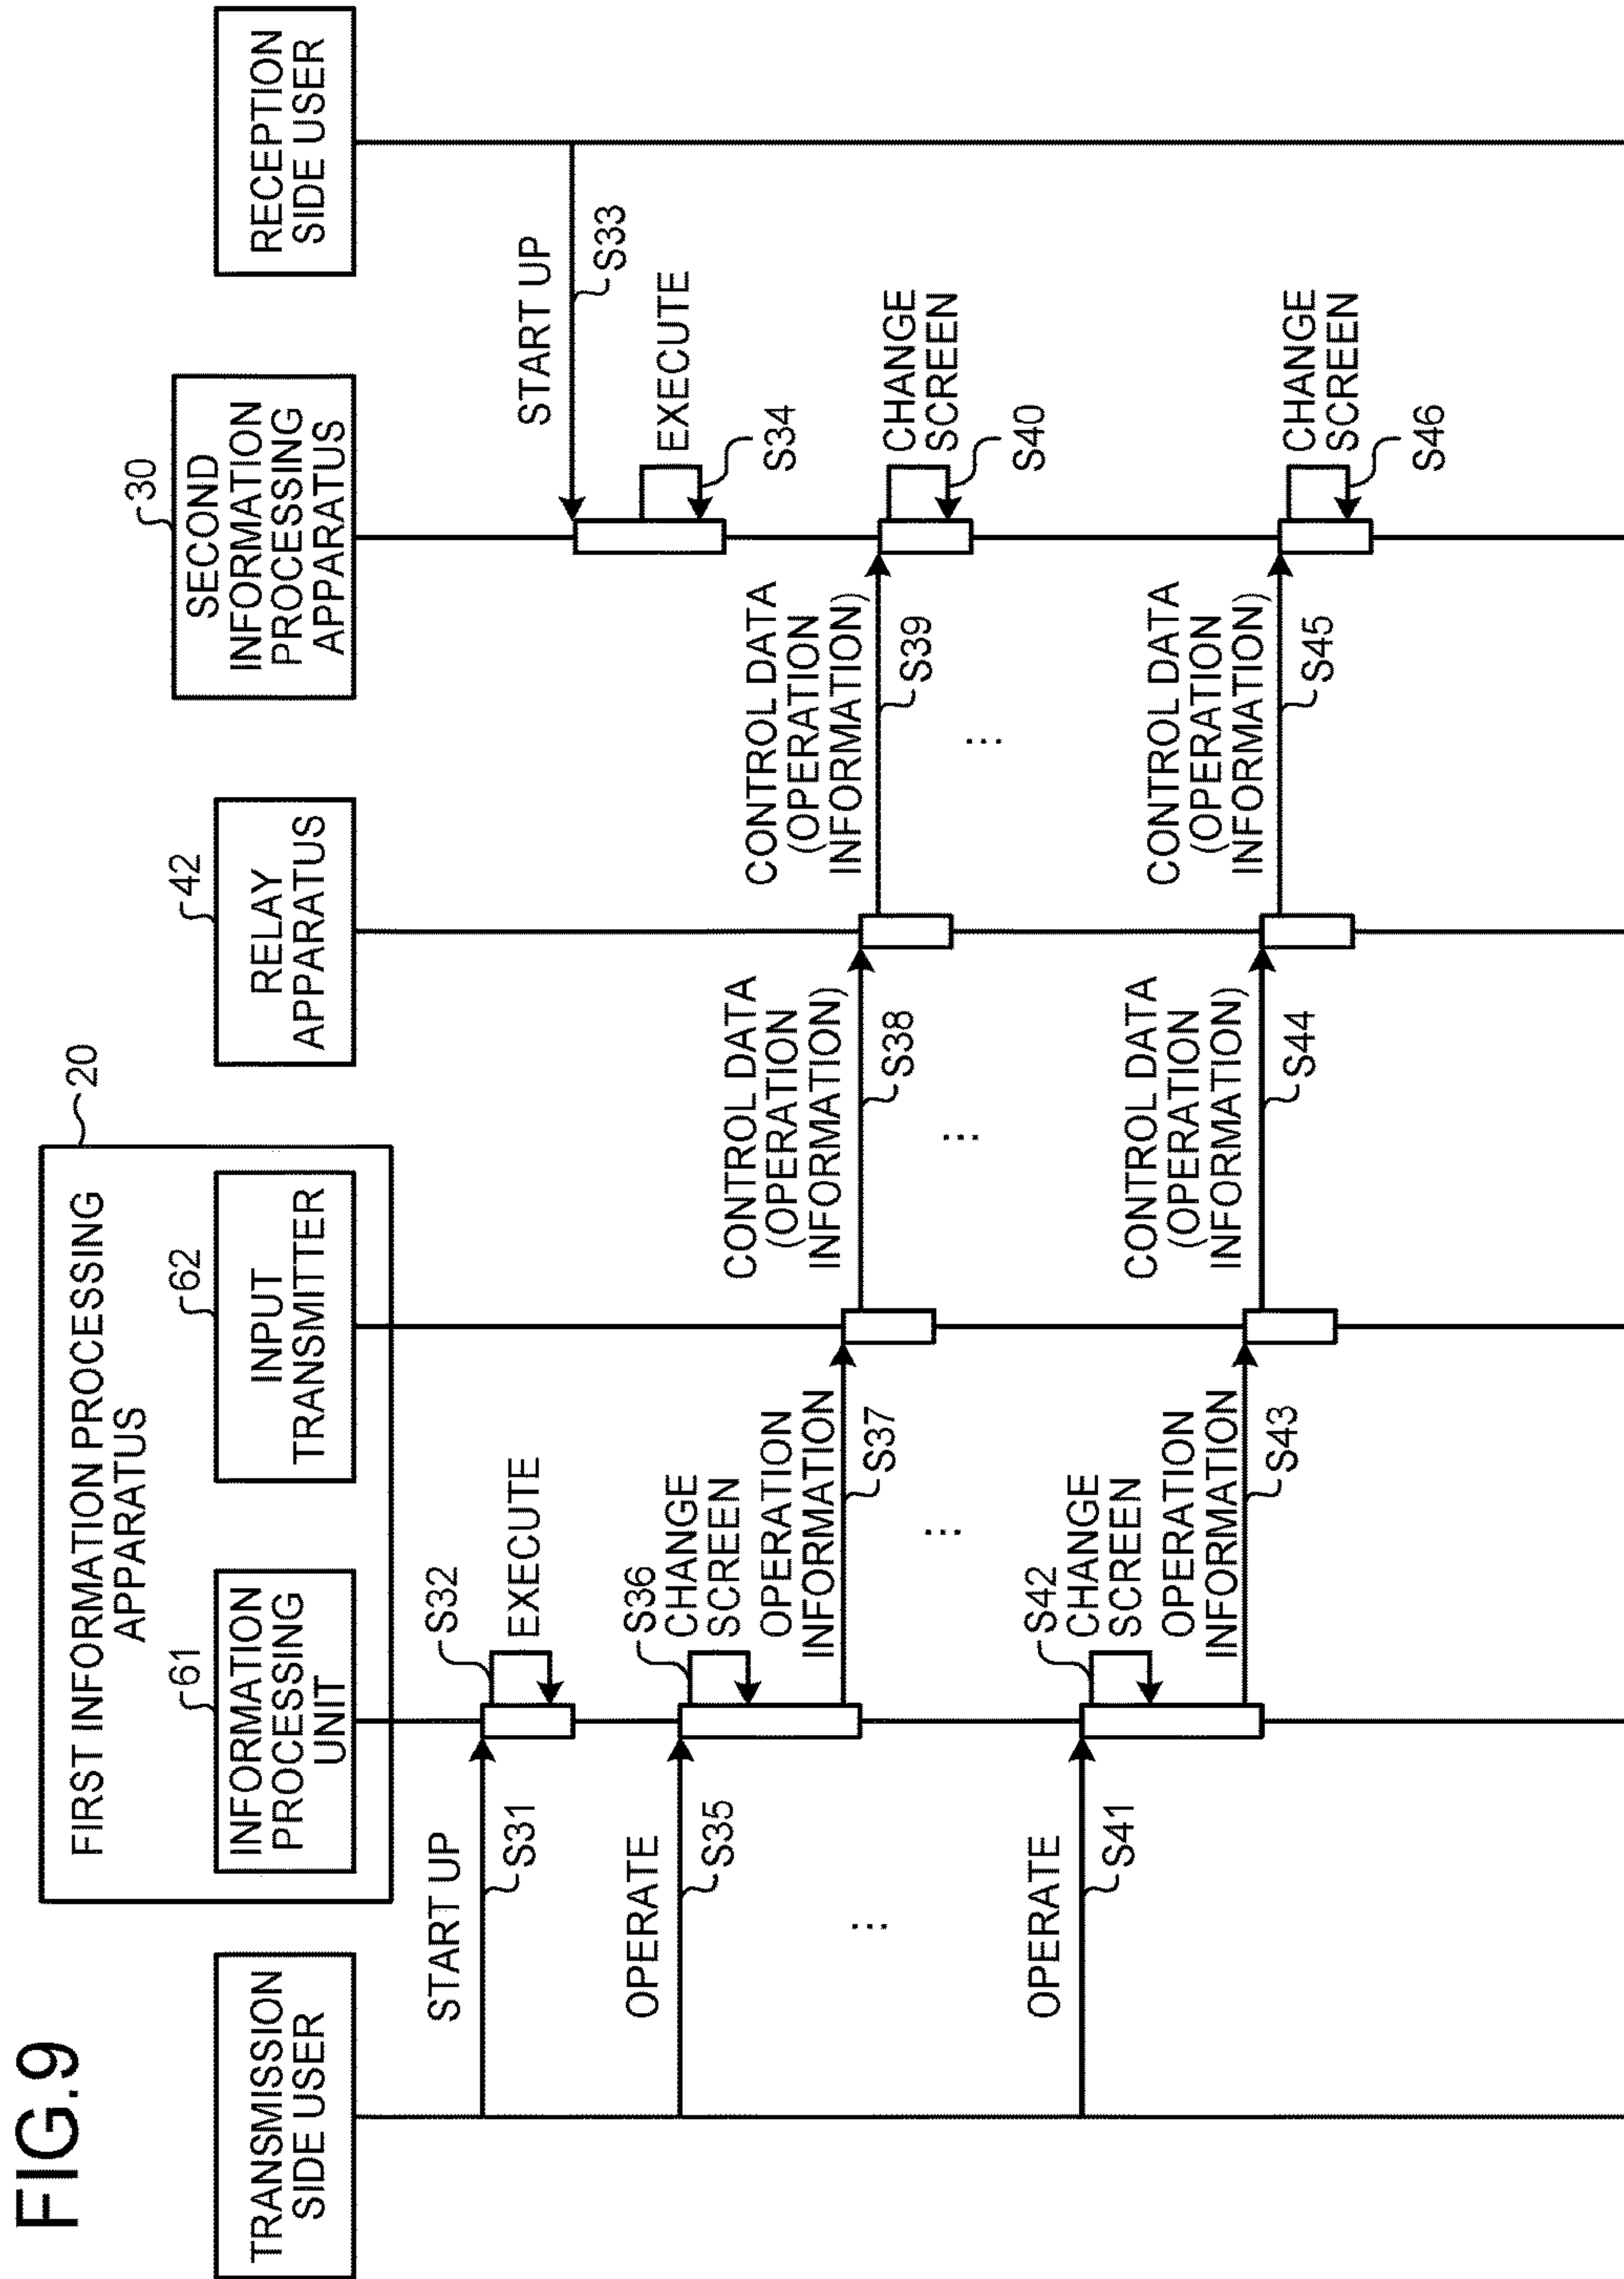 FIG.9
TRANSMISSION
SIDE USER
FIRST INFORMATION PROCESSING
APPARATUS
20
61
INFORMATION
PROCESSING
UNIT
62
INPUT
TRANSMITTER
42
RELAY
APPARATUS
30
SECOND
INFORMATION
PROCESSING
APPARATUS
RECEPTION
SIDE USER
START UP
S31
S32
EXECUTE
START UP
S33
EXECUTE
S34
OPERATE
S35
S36
CHANGE
SCREEN
OPERATION
INFORMATION
S37
CONTROL DATA
(OPERATION
INFORMATION)
S38
CONTROL DATA
(OPERATION
INFORMATION)
S39
CHANGE
SCREEN
S40
...
...
...
...
OPERATE
S41
S42
CHANGE
SCREEN
OPERATION
INFORMATION
S43
CONTROL DATA
(OPERATION
INFORMATION)
S44
CONTROL DATA
(OPERATION
INFORMATION)
S45
CHANGE
SCREEN
S46